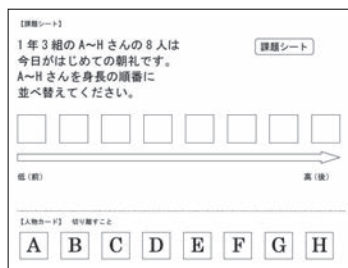 【課題シート】
1年3組のA〜Hさんの8人は
今日がはじめての朝礼です。
A〜Hさんを身長の順番に
並べ替えてください。
課題シート
低(前)
高(後)
【人物カード】 切り離すこと
A B C D E F G H